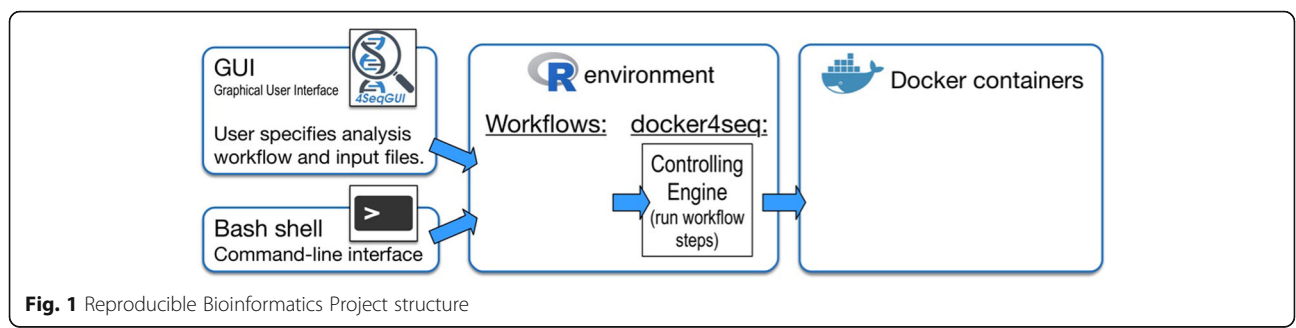 GUI
Graphical User Interface
4SeqGUI
User specifies analysis
workflow and input files.
>
Bash shell
Command-line interface
R environment
Workflows:
docker4seq:
Controlling
Engine
(run workflow
steps)
Docker containers
Fig. 1 Reproducible Bioinformatics Project structure